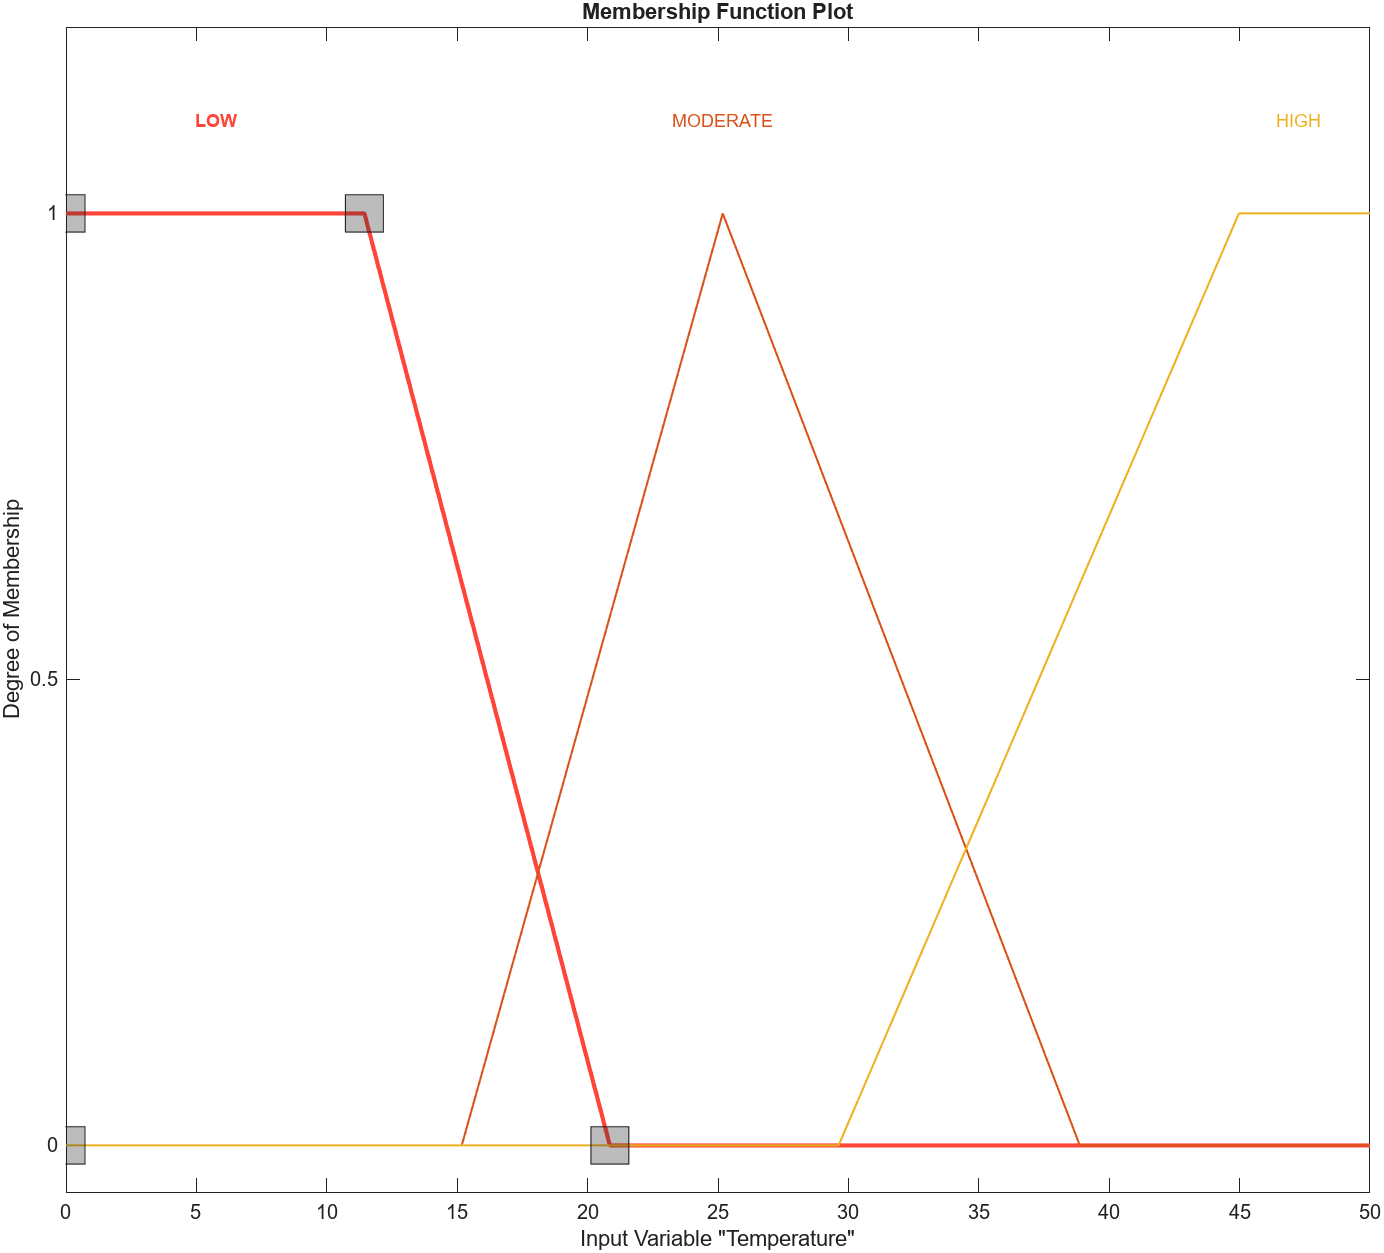 Membership Function Plot
LOW
MODERATE
HIGH
1
0.5
0
Degree of Membership
0 5 10 15 20 25 30 35 40 45 50
Input Variable "Temperature"